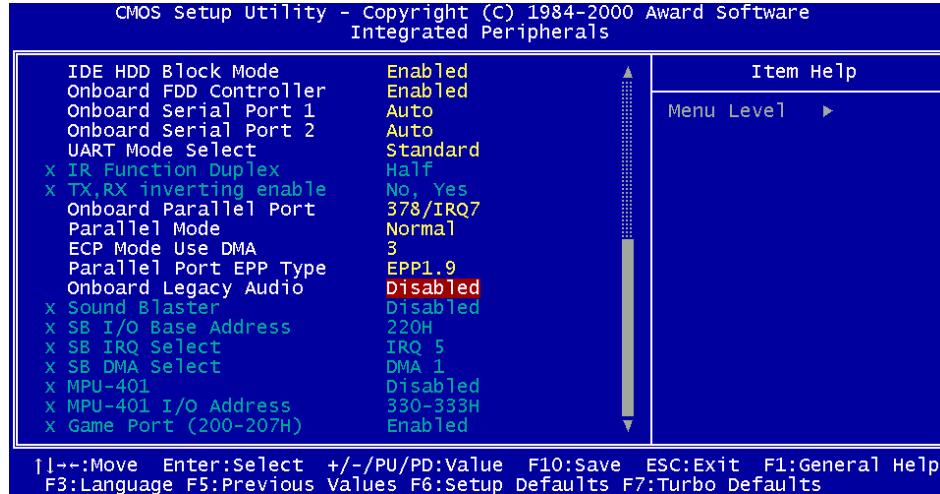 CMOS Setup Utility - Copyright (C) 1984-2000 Award Software
Integrated Peripherals
IDE HDD Block Mode Enabled
Onboard FDD Controller Enabled
Onboard Serial Port 1 Auto
Onboard Serial Port 2 Auto
UART Mode Select Standard
x IR Function Duplex Half
x TX,RX inverting enable No, Yes
Onboard Parallel Port 378/IRQ7
Parallel Mode Normal
ECP Mode Use DMA 3
Parallel Port EPP Type EPP1.9
Onboard Legacy Audio Disabled
x Sound Blaster Disabled
x SB I/O Base Address 220H
x SB IRQ Select IRQ 5
x SB DMA Select DMA 1
x MPU-401 Disabled
x MPU-401 I/O Address 330-333H
x Game Port (200-207H) Enabled
Item Help
Menu Level ▶
↑↓→←:Move Enter:Select +/-/PU/PD:Value F10:Save ESC:Exit F1:General Help
F3:Language F5:Previous Values F6:Setup Defaults F7:Turbo Defaults